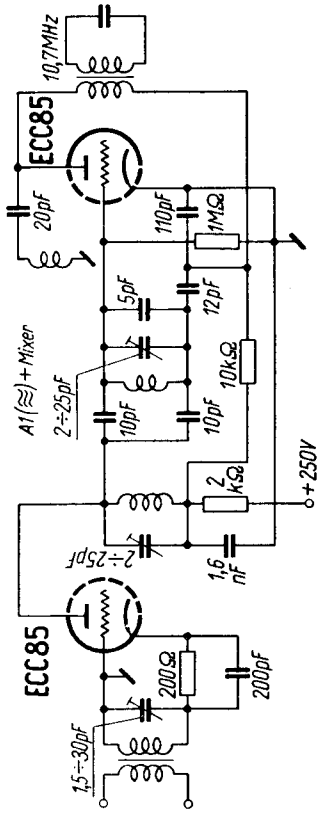 ECC85
1,5÷30pF
200Ω
200pF
2÷25pF
1,6
nF
2
kΩ
+250V
A1(≋)+Mixer
2÷25pF
10pF
10pF
5pF
12pF
10kΩ
20pF
ECC85
110pF
1MΩ
10,7MHz